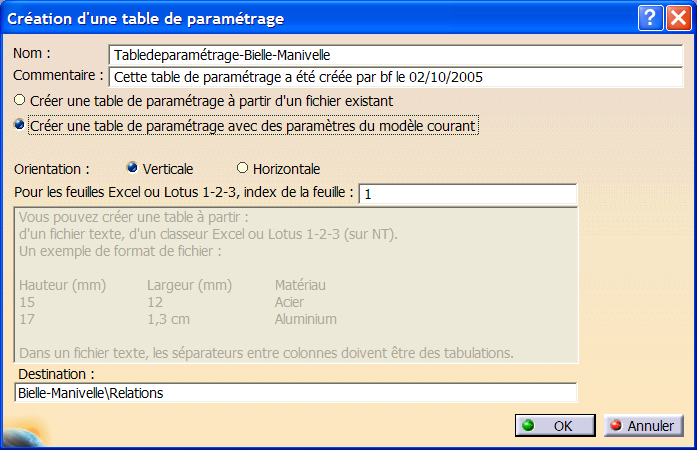 Création d'une table de paramétrage
Nom : Tabledeparamétrage-Bielle-Manivelle
Commentaire : Cette table de paramétrage a été créée par bf le 02/10/2005
Créer une table de paramétrage à partir d'un fichier existant
Créer une table de paramétrage avec des paramètres du modèle courant
Orientation : Verticale Horizontale
Pour les feuilles Excel ou Lotus 1-2-3, index de la feuille : 1
Vous pouvez créer une table à partir :
d'un fichier texte, d'un classeur Excel ou Lotus 1-2-3 (sur NT).
Un exemple de format de fichier :
Hauteur (mm) Largeur (mm) Matériau
15 12 Acier
17 1,3 cm Aluminium
Dans un fichier texte, les séparateurs entre colonnes doivent être des tabulations.
Destination :
Bielle-Manivelle\Relations
OK Annuler